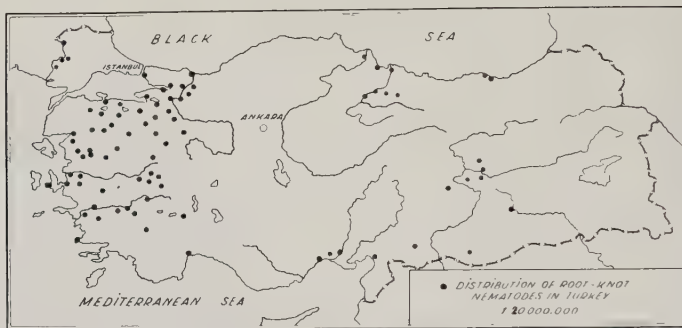 BLACK SEA
ISTANBUL
ANKARA
MEDITERRANEAN SEA
DISTRIBUTION OF ROOT-KNOT
NEMATODES IN TURKEY
1 20 000.000